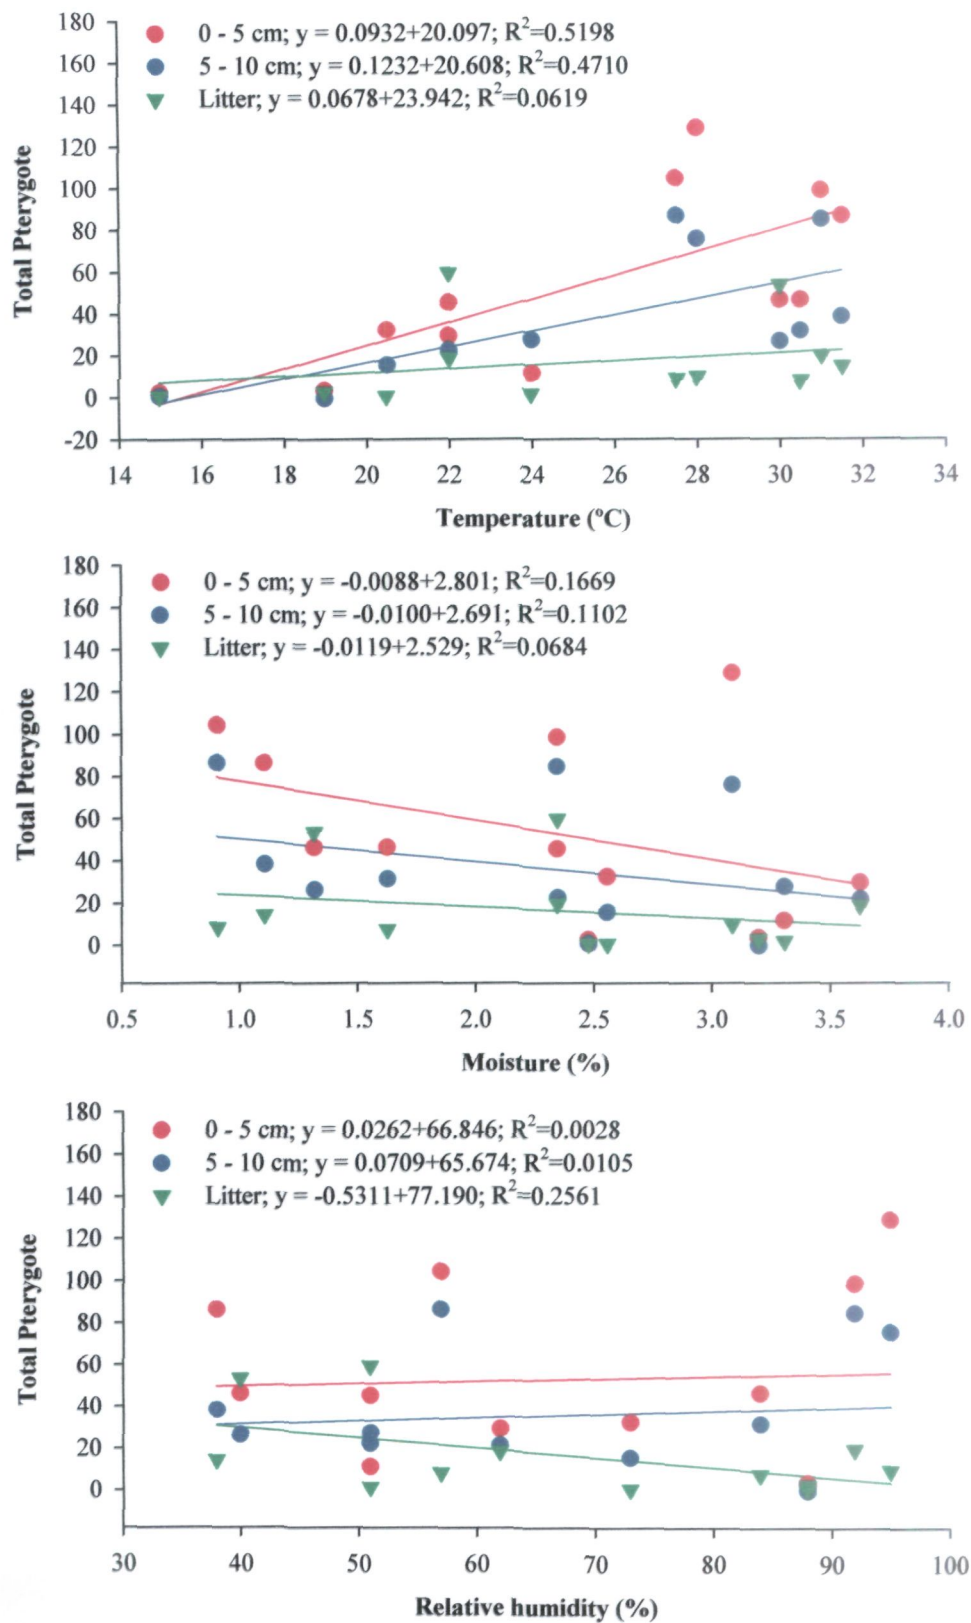 180
160
140
120
100
80
60
40
20
0
-20
Total Pterygote
0 - 5 cm; y = 0.0932+20.097; R²=0.5198
5 - 10 cm; y = 0.1232+20.608; R²=0.4710
Litter; y = 0.0678+23.942; R²=0.0619
14 16 18 20 22 24 26 28 30 32 34
Temperature (ºC)
180
160
140
120
100
80
60
40
20
0
Total Pterygote
0 - 5 cm; y = -0.0088+2.801; R²=0.1669
5 - 10 cm; y = -0.0100+2.691; R²=0.1102
Litter; y = -0.0119+2.529; R²=0.0684
0.5 1.0 1.5 2.0 2.5 3.0 3.5 4.0
Moisture (%)
180
160
140
120
100
80
60
40
20
0
Total Pterygote
0 - 5 cm; y = 0.0262+66.846; R²=0.0028
5 - 10 cm; y = 0.0709+65.674; R²=0.0105
Litter; y = -0.5311+77.190; R²=0.2561
30 40 50 60 70 80 90 100
Relative humidity (%)